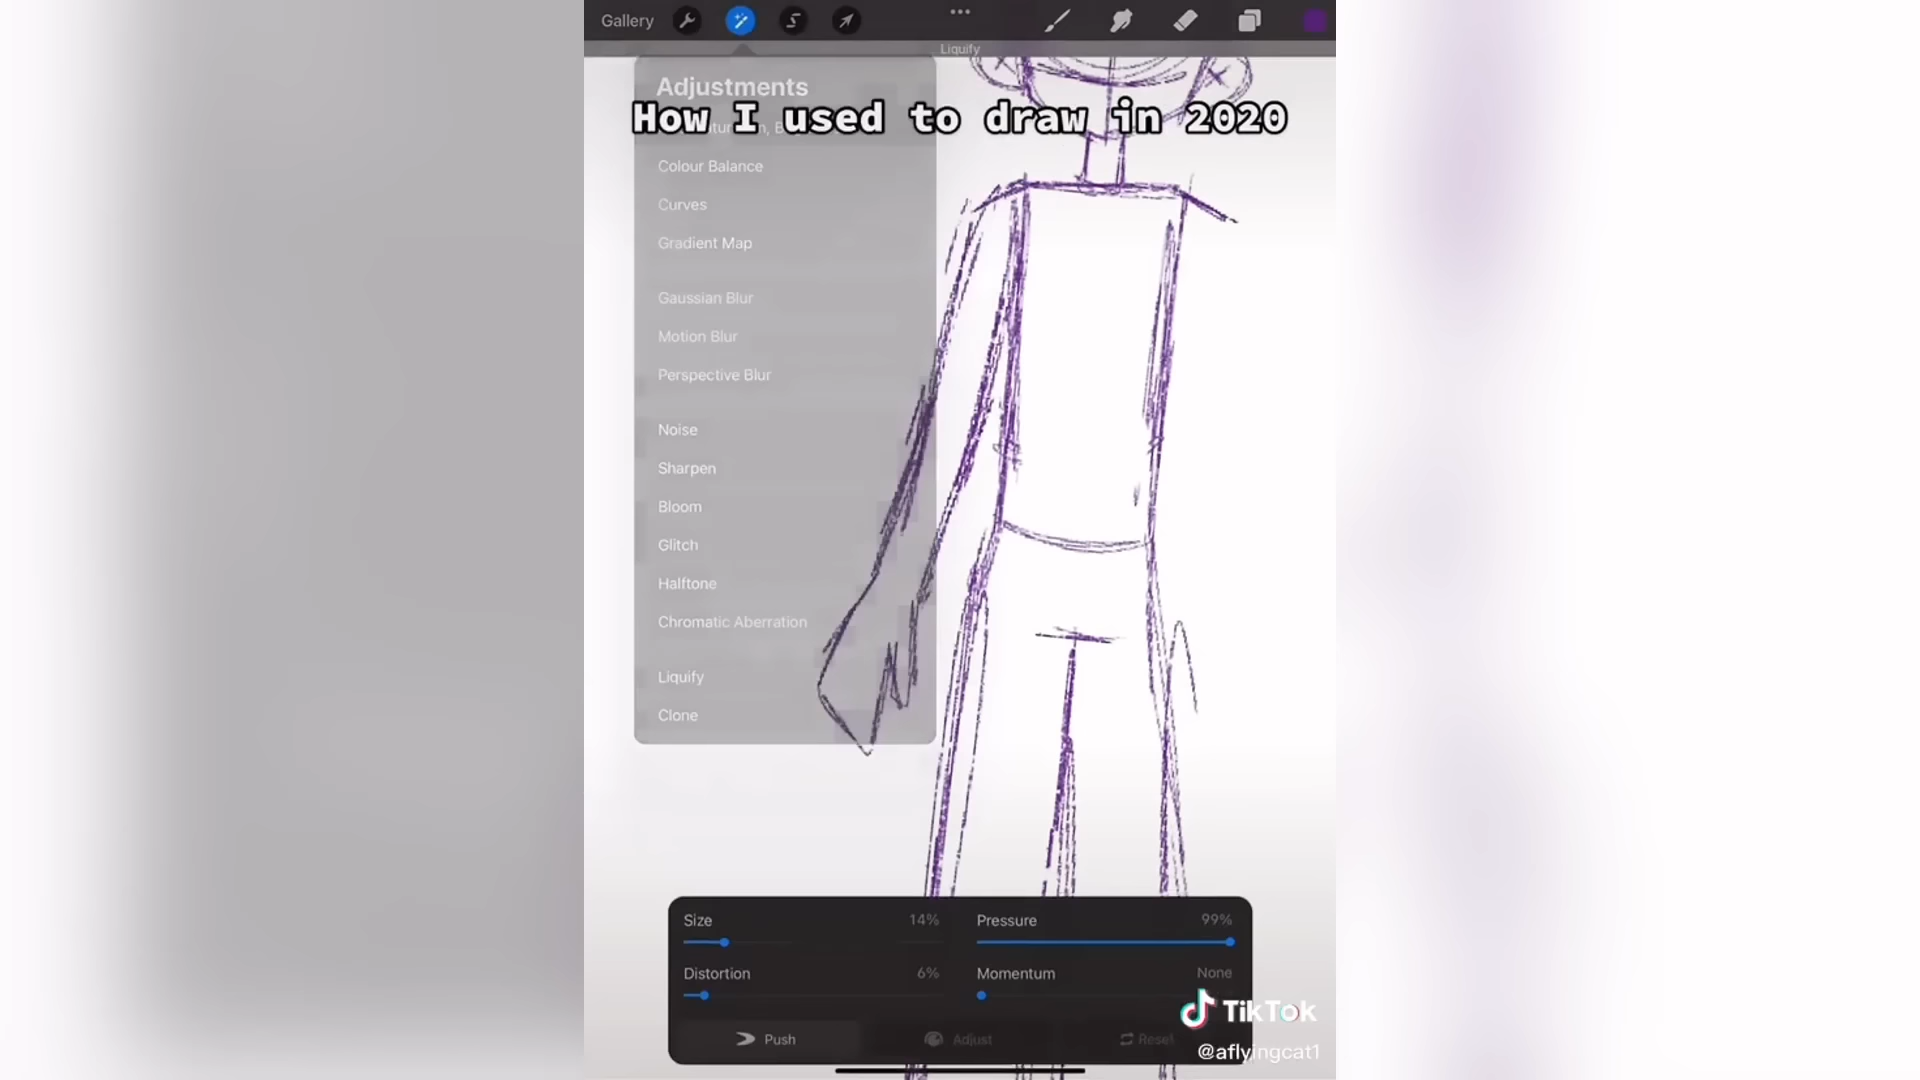 Gallery
Liquify
Adjustments
How I used to draw in 2020
Colour Balance
Curves
Gradient Map
Gaussian Blur
Motion Blur
Perspective Blur
Noise
Sharpen
Bloom
Glitch
Halftone
Chromatic Aberration
Liquify
Clone
Size 14% Pressure 99%
Distortion 6% Momentum None
Push Adjust Reset
TikTok
@aflyingcat1